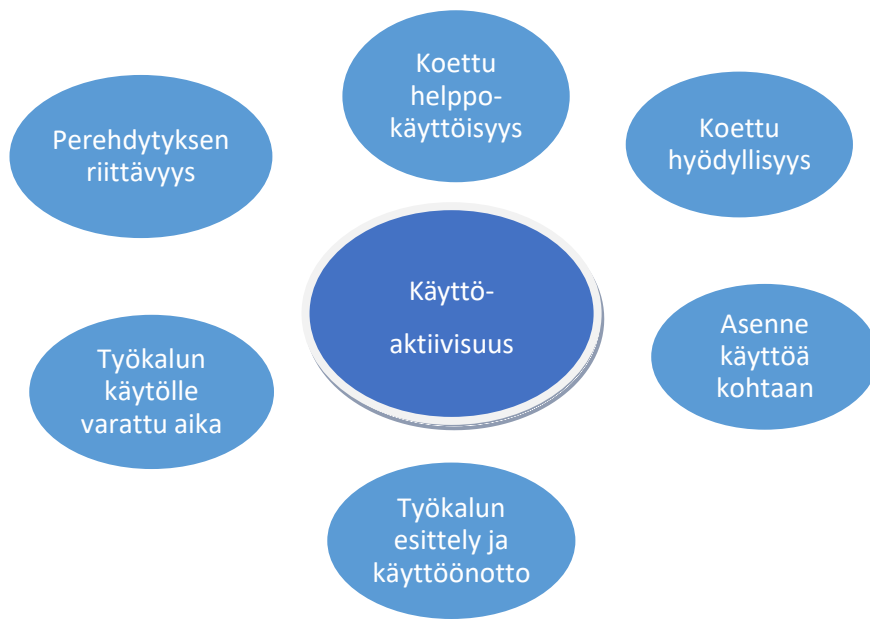 Koettu
helppo-
käyttöisyys
Perehdytyksen
riittävyys
Koettu
hyödyllisyys
Käyttö-
aktiivisuus
Asenne
käyttöä
kohtaan
Työkalun
käytölle
varattu aika
Työkalun
esittely ja
käyttöönotto